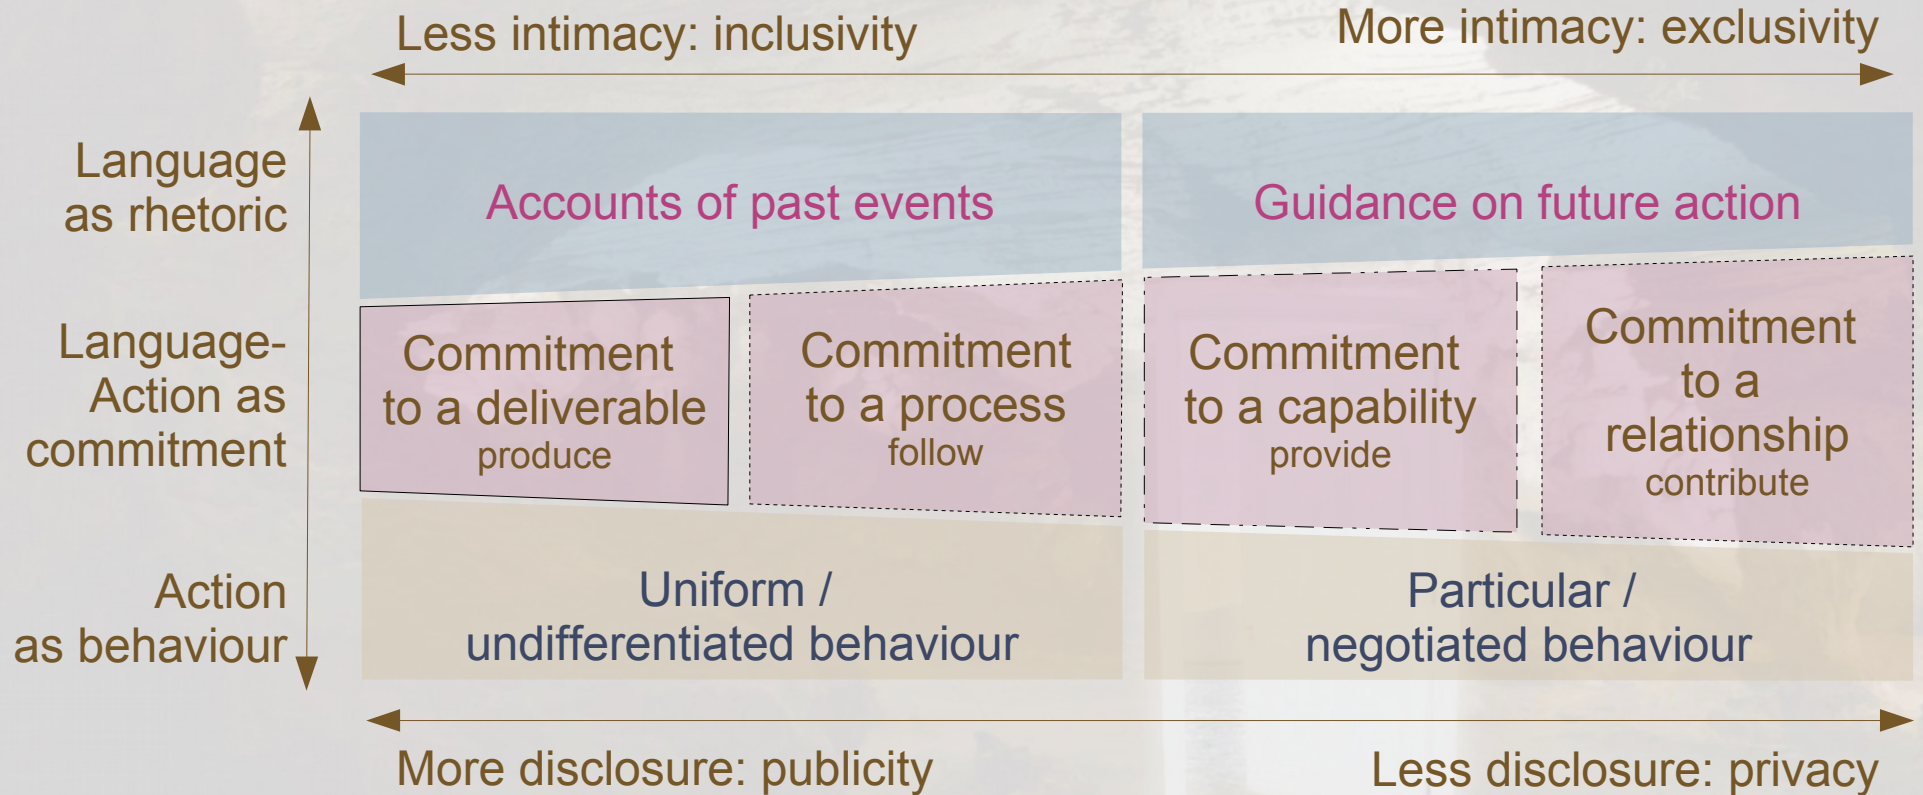 Less intimacy: inclusivity
More intimacy: exclusivity
Language
as rhetoric
Accounts of past events
Guidance on future action
Language-
Action as
commitment
Commitment
to a deliverable
produce
Commitment
to a process
follow
Commitment
to a capability
provide
Commitment
to a
relationship
contribute
Action
as behaviour
Uniform /
undifferentiated behaviour
Particular /
negotiated behaviour
More disclosure: publicity
Less disclosure: privacy